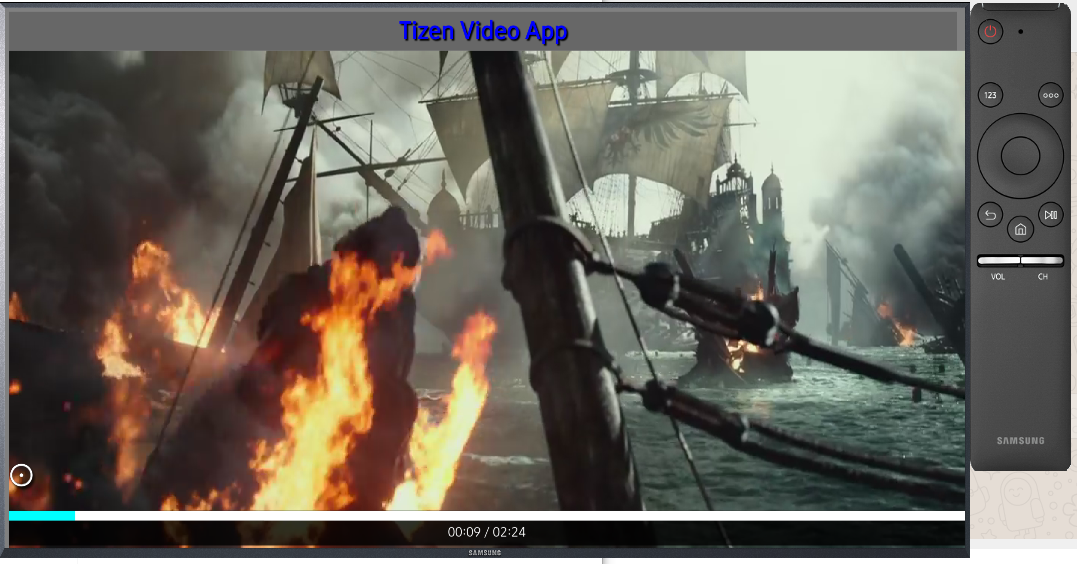 Tizen Video App
123
VOL CH
SAMSUNG
00:09 / 02:24
SAMSUNG